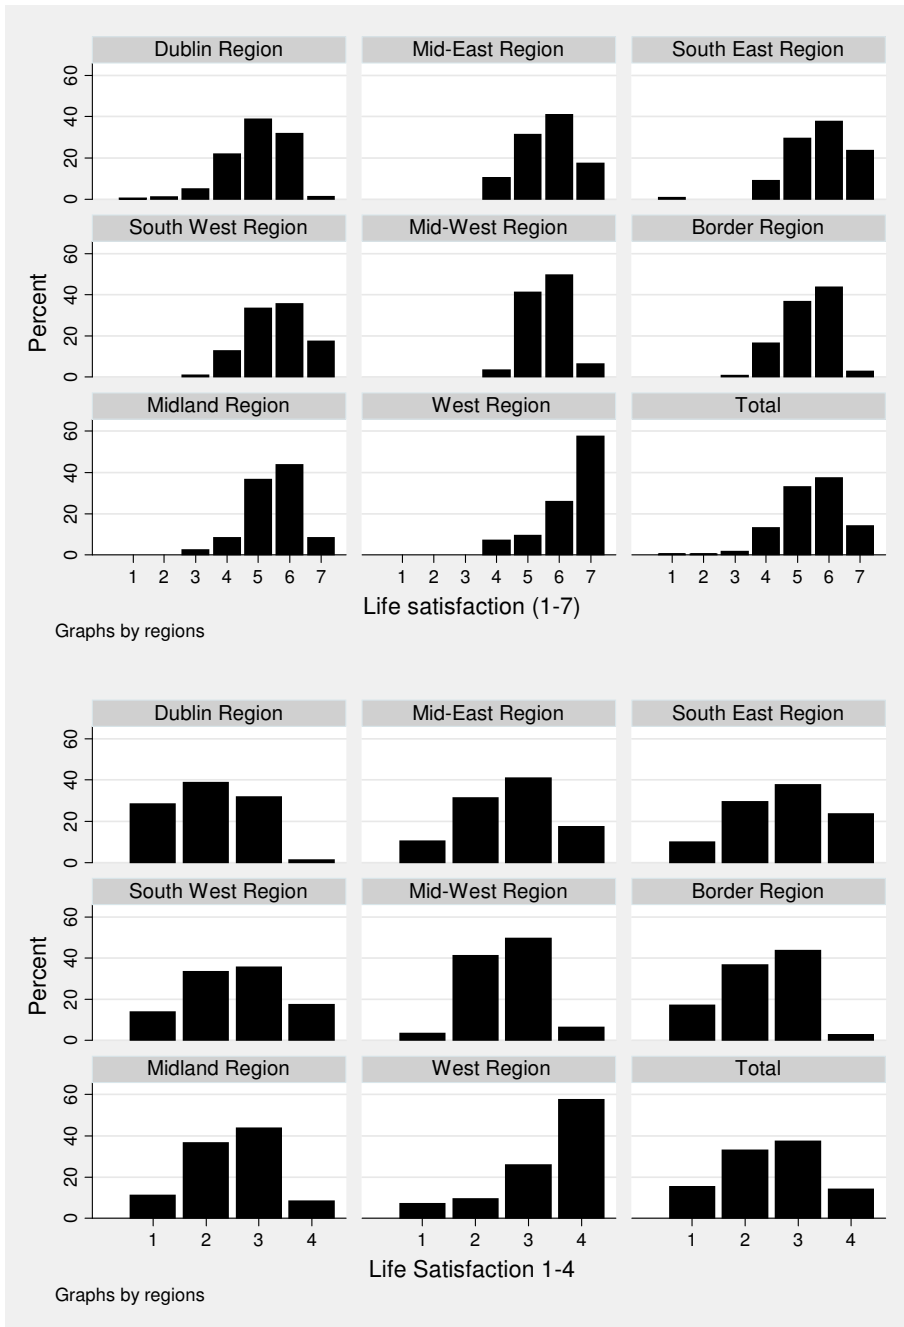 Dublin Region
Mid-East Region
South East Region
60
40
20
0
South West Region
Mid-West Region
Border Region
60
40
20
0
Percent
Midland Region
West Region
Total
60
40
20
0
1 2 3 4 5 6 7
1 2 3 4 5 6 7
1 2 3 4 5 6 7
Life satisfaction (1-7)
Graphs by regions
Dublin Region
Mid-East Region
South East Region
60
40
20
0
South West Region
Mid-West Region
Border Region
60
40
20
0
Percent
Midland Region
West Region
Total
60
40
20
0
1 2 3 4
1 2 3 4
1 2 3 4
Life Satisfaction 1-4
Graphs by regions